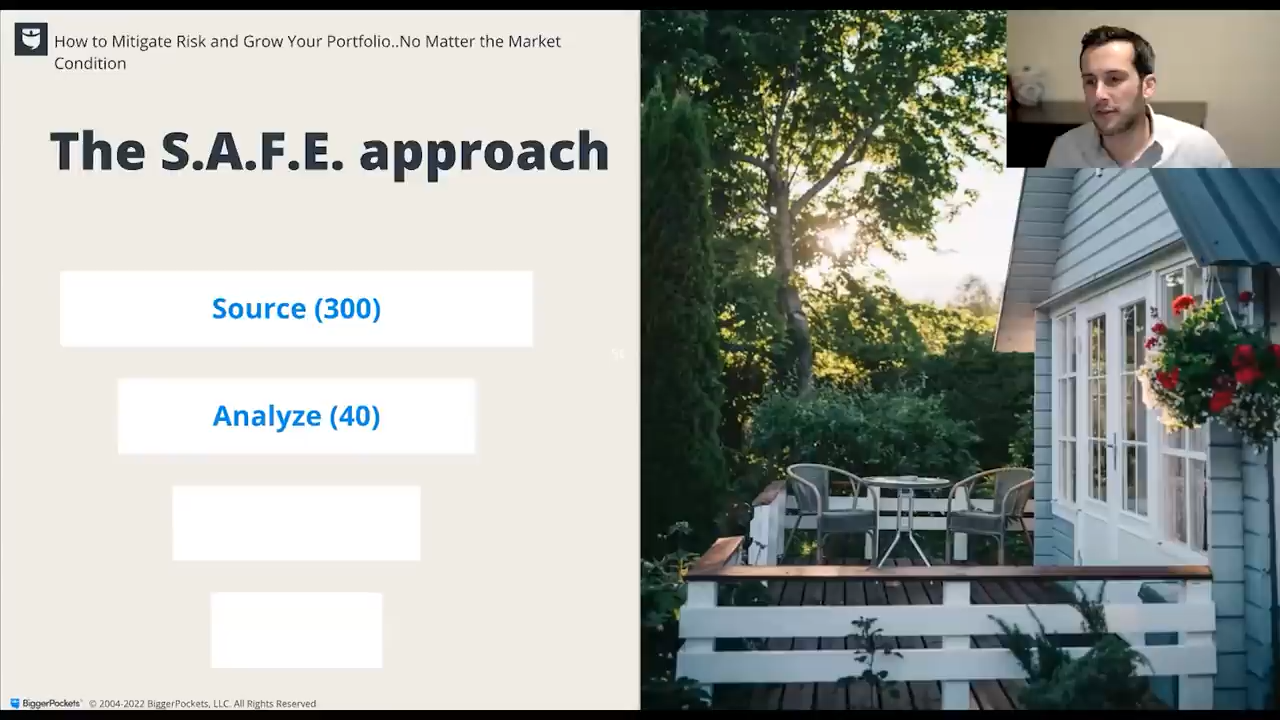 How to Mitigate Risk and Grow Your Portfolio..No Matter the Market
Condition
The S.A.F.E. approach
Source (300)
Analyze (40)
BiggerPockets © 2004-2022 BiggerPockets, LLC. All Rights Reserved